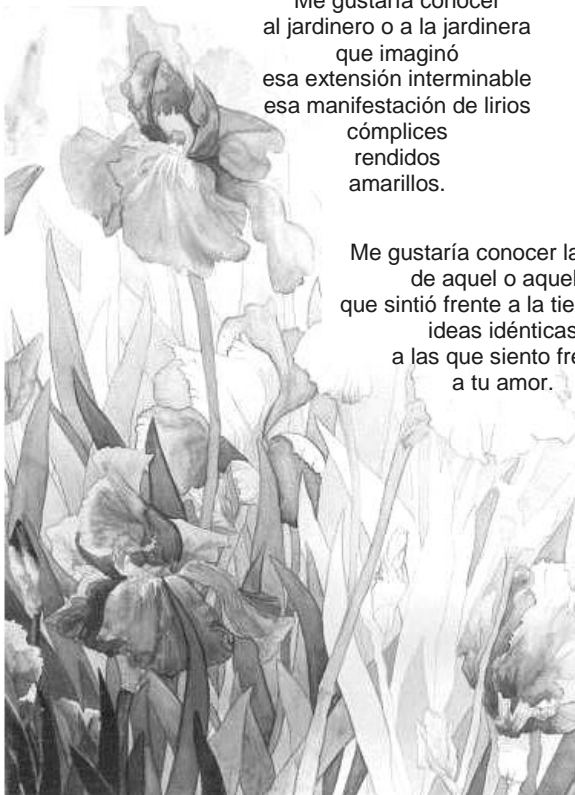 Me gustaría conocer
al jardinero o a la jardinera
que imaginó
esa extensión interminable
esa manifestación de lirios
cómplices
rendidos
amarillos.
Me gustaría conocer la
de aquel o aquel
que sintió frente a la tie
ideas idénticas
a las que siento fre
a tu amor.